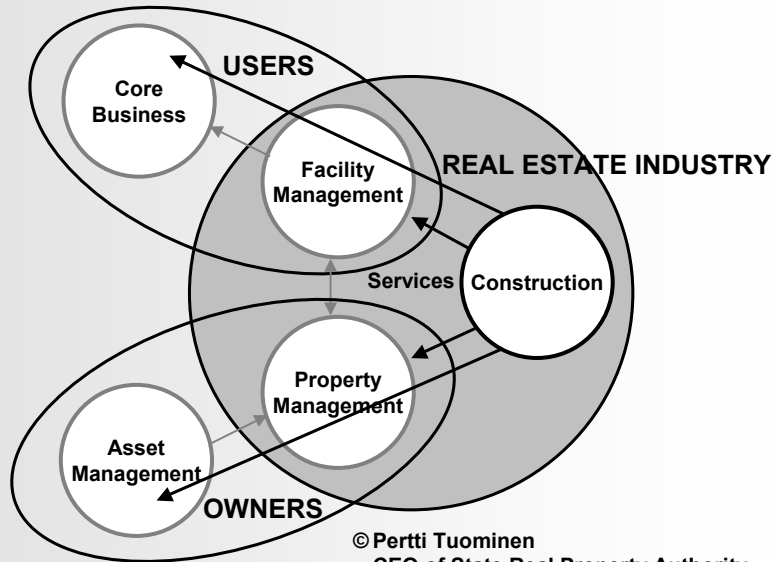 USERS
Core
Business
Facility
Management
REAL ESTATE INDUSTRY
Services
Construction
Property
Management
Asset
Management
OWNERS
© Pertti Tuominen
CEO of State Real Property Authority